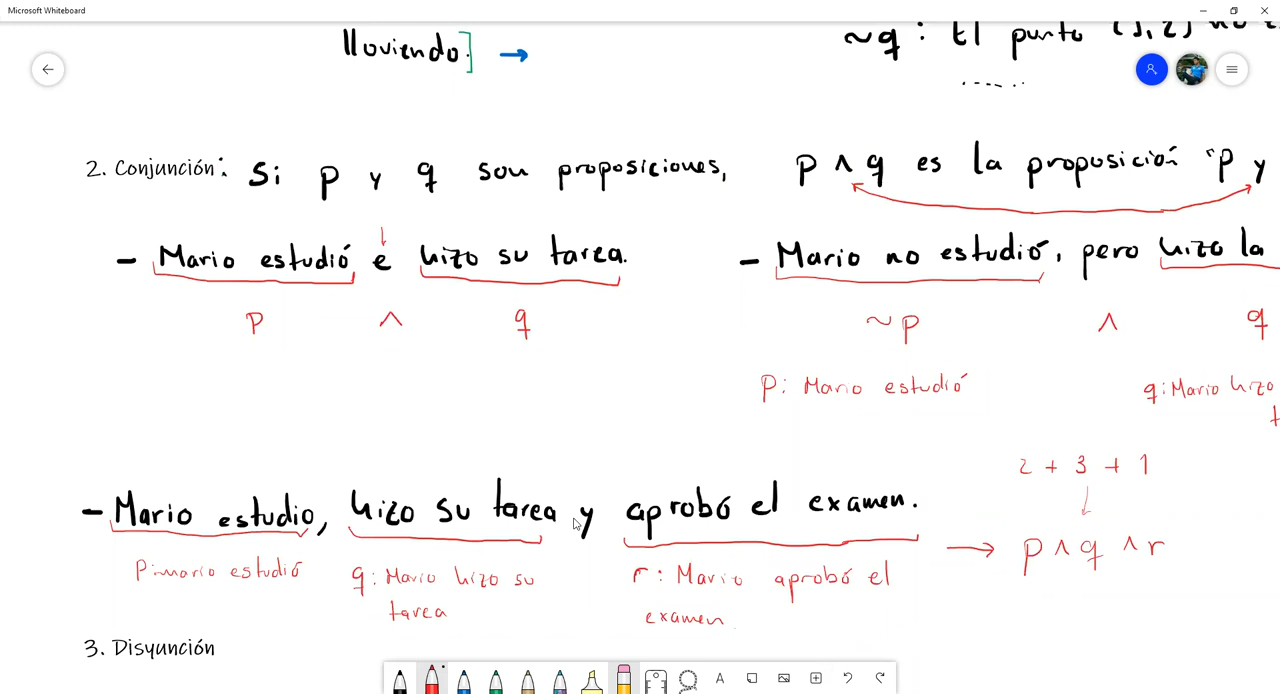 Microsoft Whiteboard
lloviendo.] →
~q : El punto
2. Conjunción: Si p y q son proposiciones, p ∧ q es la proposición "p y
- Mario estudió e hizo su tarea. - Mario no estudió, pero hizo la
p ∧ q ~p ∧ q
p: Mario estudió q: Mario hizo
2 + 3 + 1
- Mario estudio, hizo su tarea y aprobó el examen. → p ∧ q ∧ r
p: mario estudió q: Mario hizo su r: Mario aprobó el
tarea examen.
3. Disyunción
A